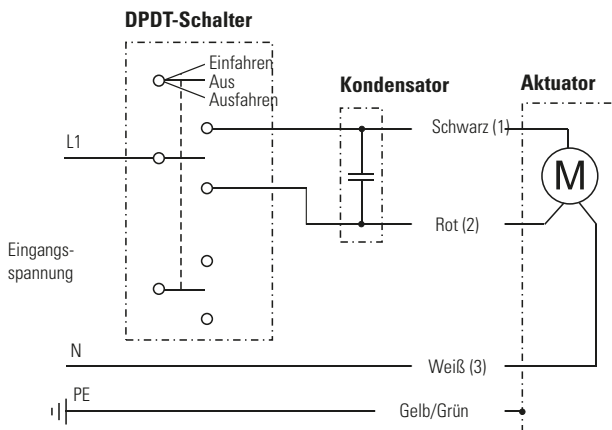 DPDT-Schalter
Einfahren
Aus
Ausfahren
Kondensator
Aktuator
L1
Schwarz (1)
M
Rot (2)
Eingangs-
spannung
N
Weiß (3)
PE
Gelb/Grün